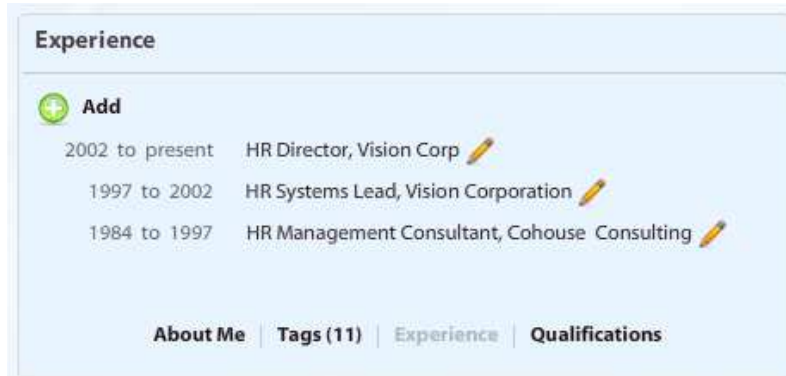 Experience
Add
2002 to present HR Director, Vision Corp
1997 to 2002 HR Systems Lead, Vision Corporation
1984 to 1997 HR Management Consultant, Cohouse Consulting
About Me | Tags (11) | Experience | Qualifications